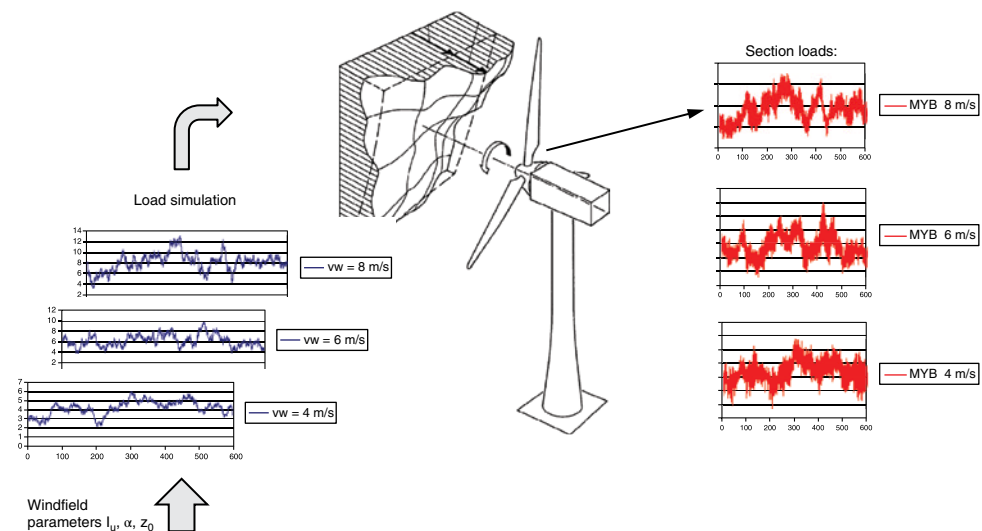 Section loads:
MYB 8 m/s
0 100 200 300 400 500 600
Load simulation
MYB 6 m/s
0 100 200 300 400 500 600
14
12
10
8
6
4
2
vw = 8 m/s
12
10
8
6
4
2
vw = 6 m/s
7
6
5
4
3
2
1
0
vw = 4 m/s
0 100 200 300 400 500 600
MYB 4 m/s
0 100 200 300 400 500 600
Windfield
parameters Iᵤ, α, z₀